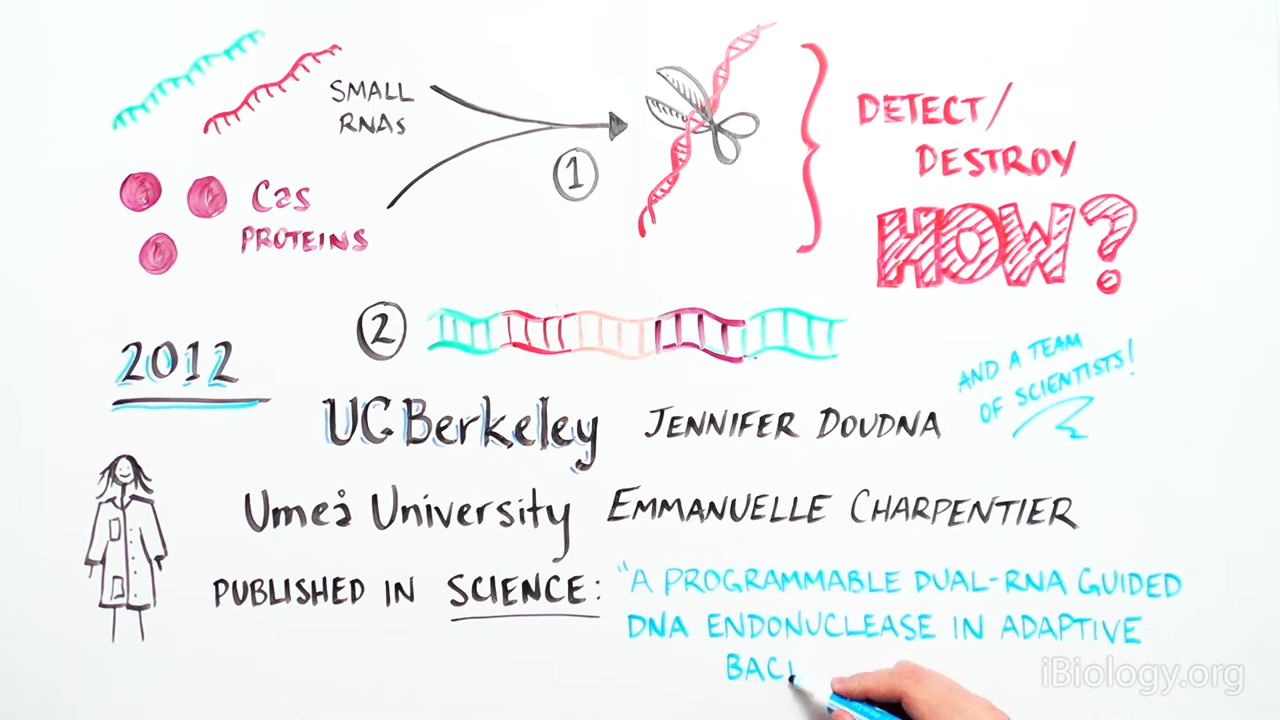 SMALL
RNAs
Cas
PROTEINS
1
DETECT/
DESTROY
HOW?
2
2012
AND A TEAM
OF SCIENTISTS!
UC Berkeley JENNIFER DOUDNA
Umeå University EMMANUELLE CHARPENTIER
PUBLISHED IN SCIENCE: "A PROGRAMMABLE DUAL-RNA GUIDED
DNA ENDONUCLEASE IN ADAPTIVE
BAC
iBiology.org